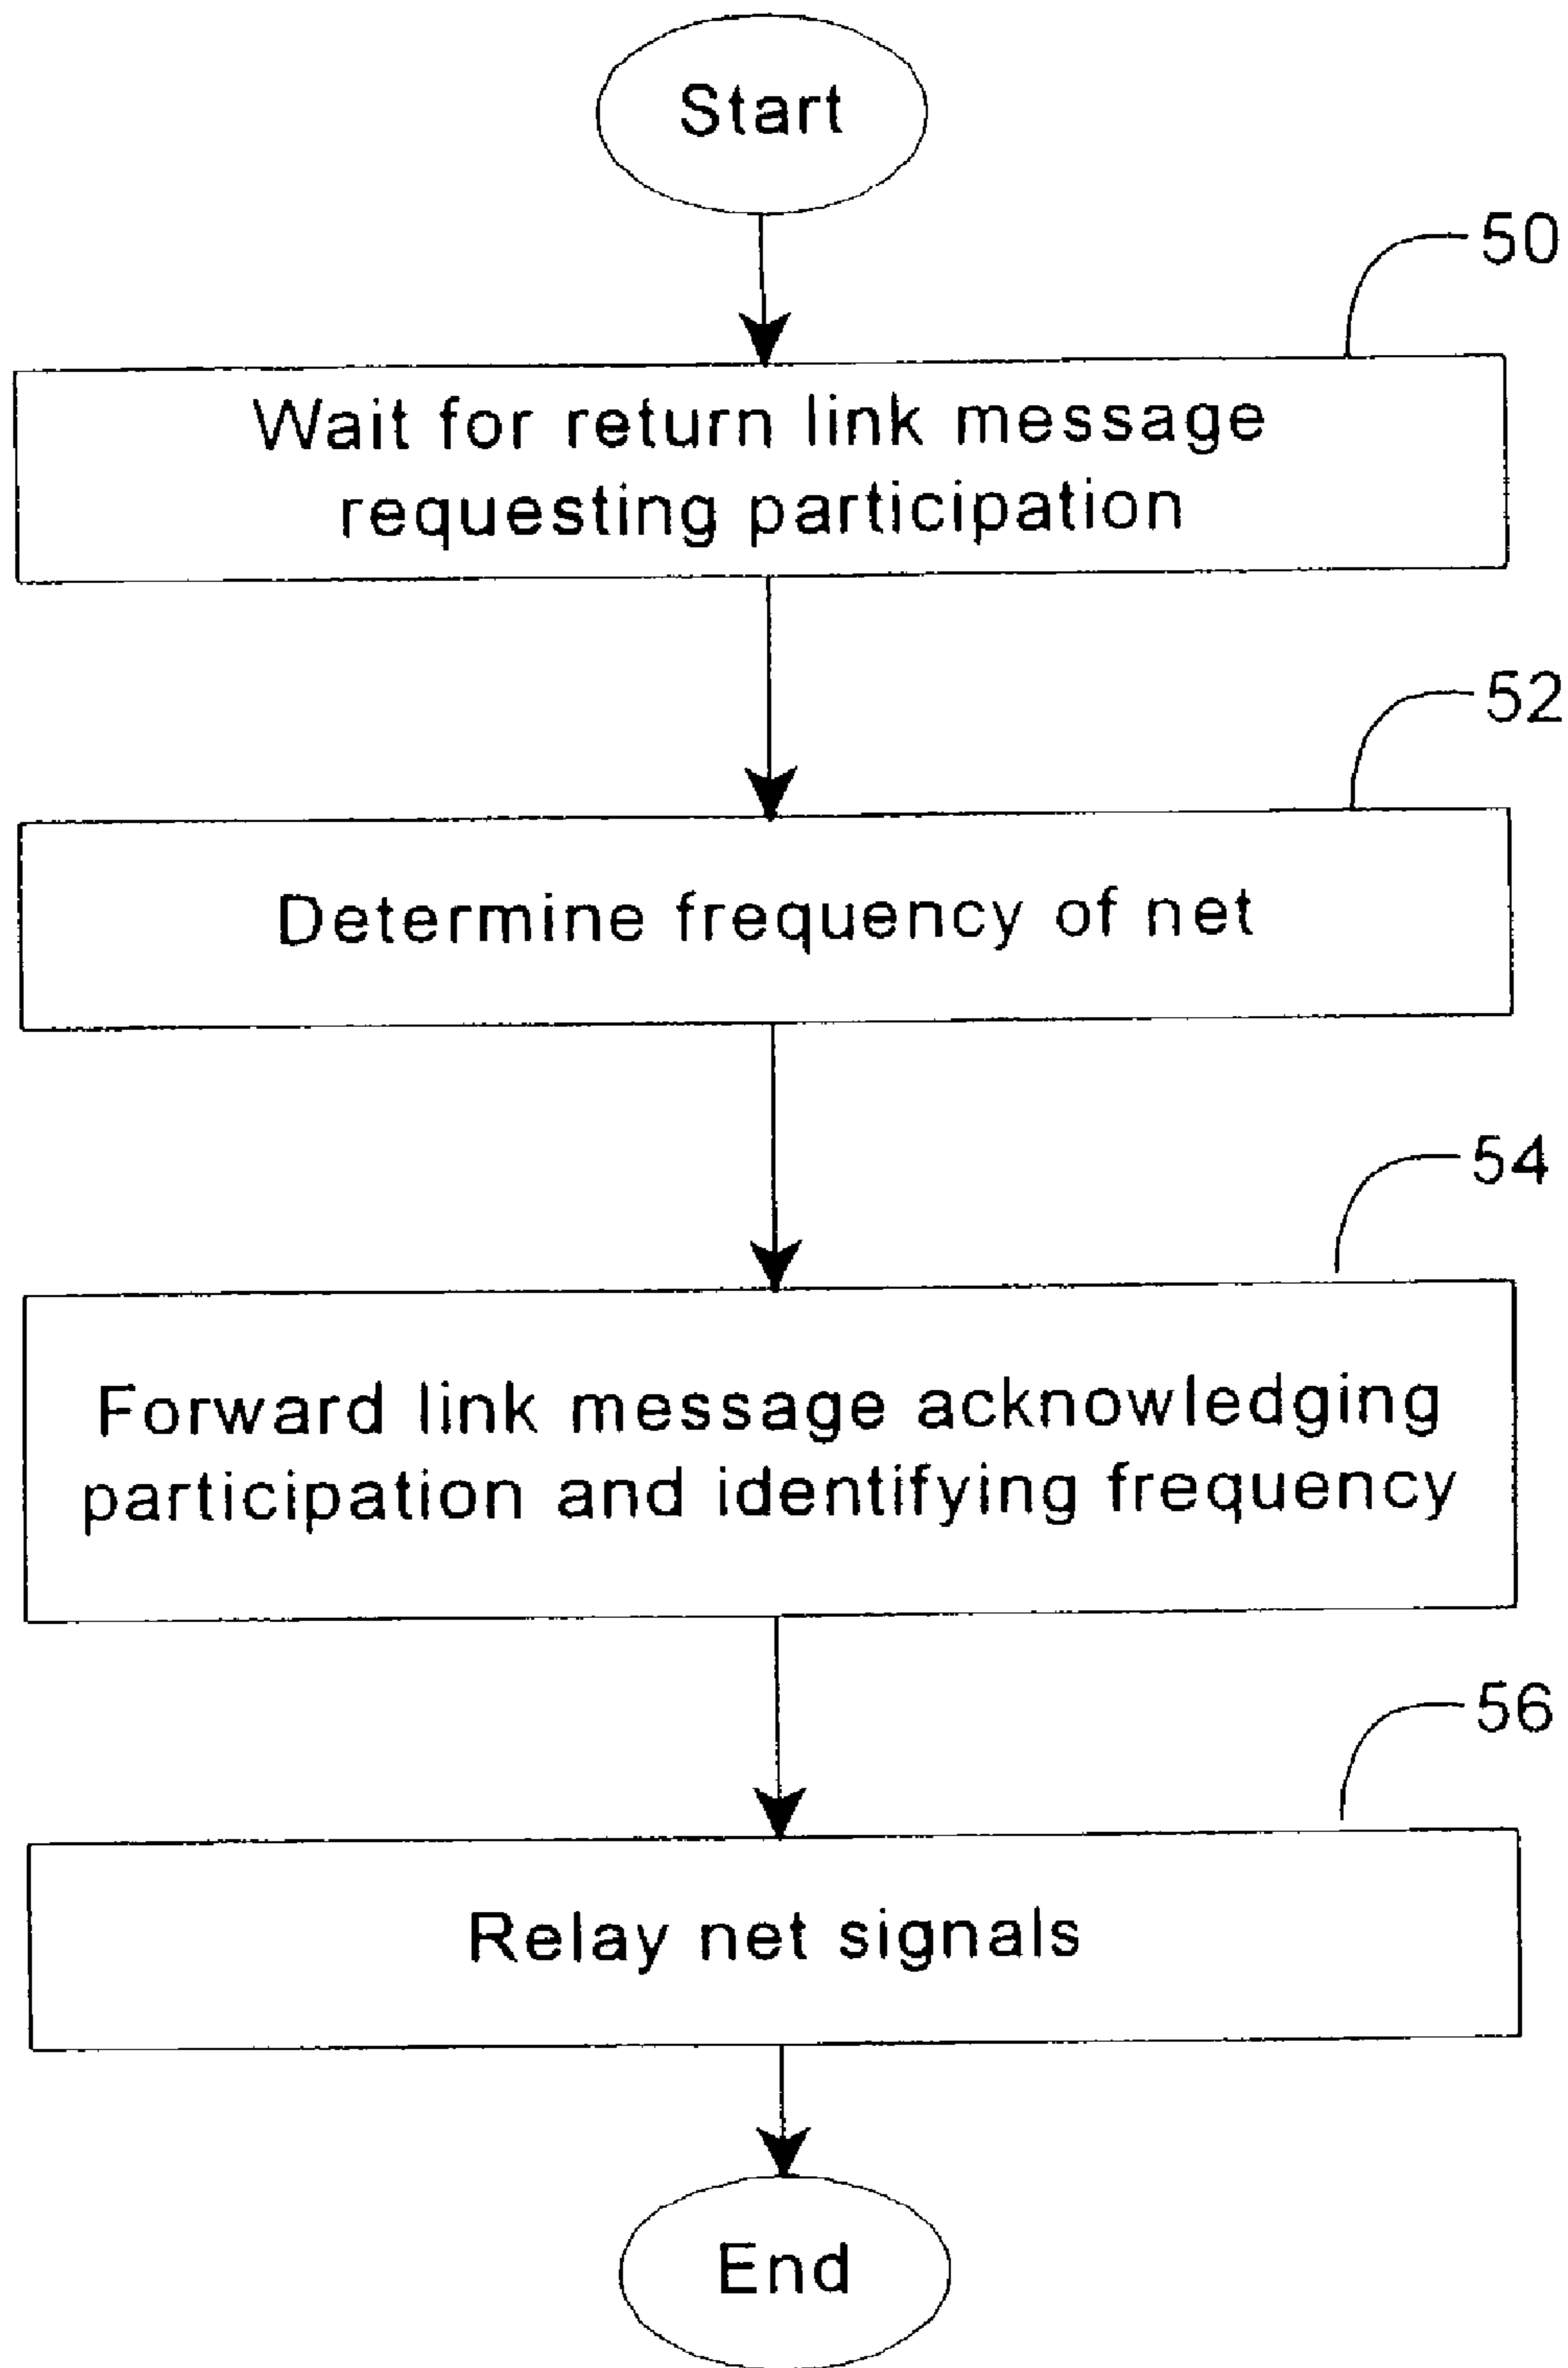 Start
50
Wait for return link message
requesting participation
52
Determine frequency of net
54
Forward link message acknowledging
participation and identifying frequency
56
Relay net signals
End